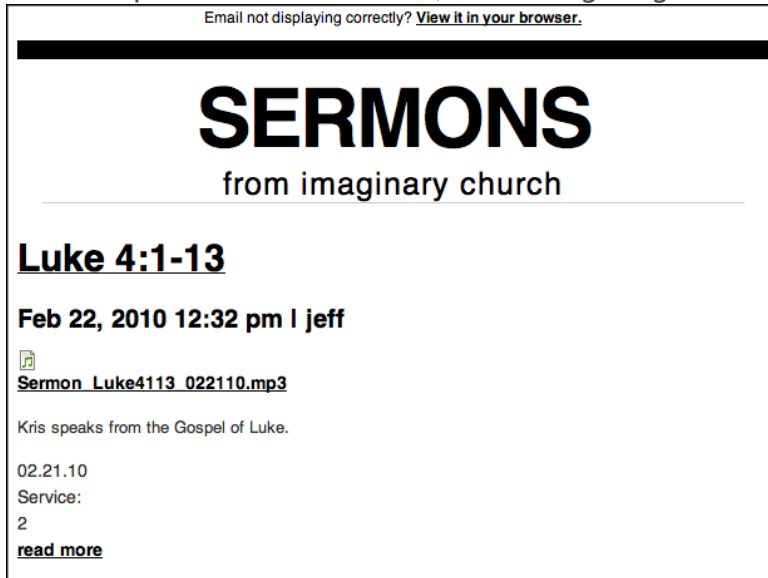 Email not displaying correctly? View it in your browser.
SERMONS
from imaginary church
Luke 4:1-13
Feb 22, 2010 12:32 pm | jeff
Sermon_Luke4113_022110.mp3
Kris speaks from the Gospel of Luke.
02.21.10
Service:
2
read more